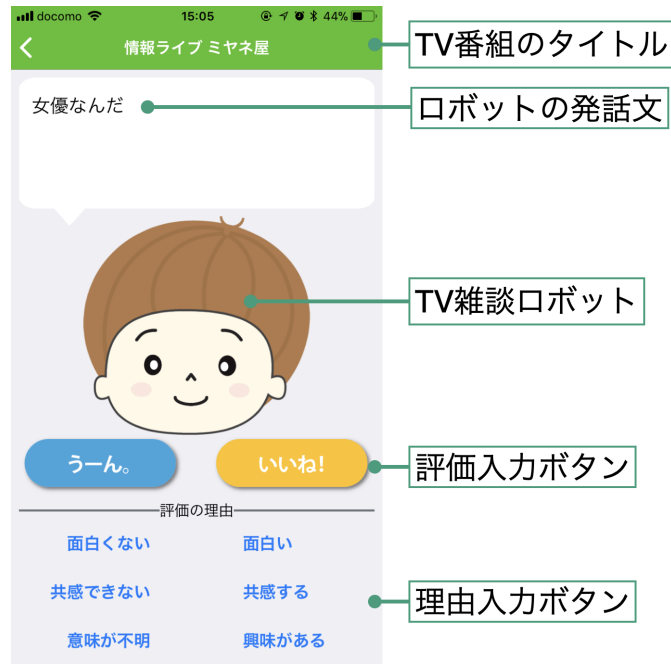 docomo 15:05 44%
情報ライブ ミヤネ屋
TV番組のタイトル
女優なんだ
ロボットの発話文
TV雑談ロボット
うーん。
いいね!
評価入力ボタン
評価の理由
面白くない
面白い
共感できない
共感する
理由入力ボタン
意味が不明
興味がある